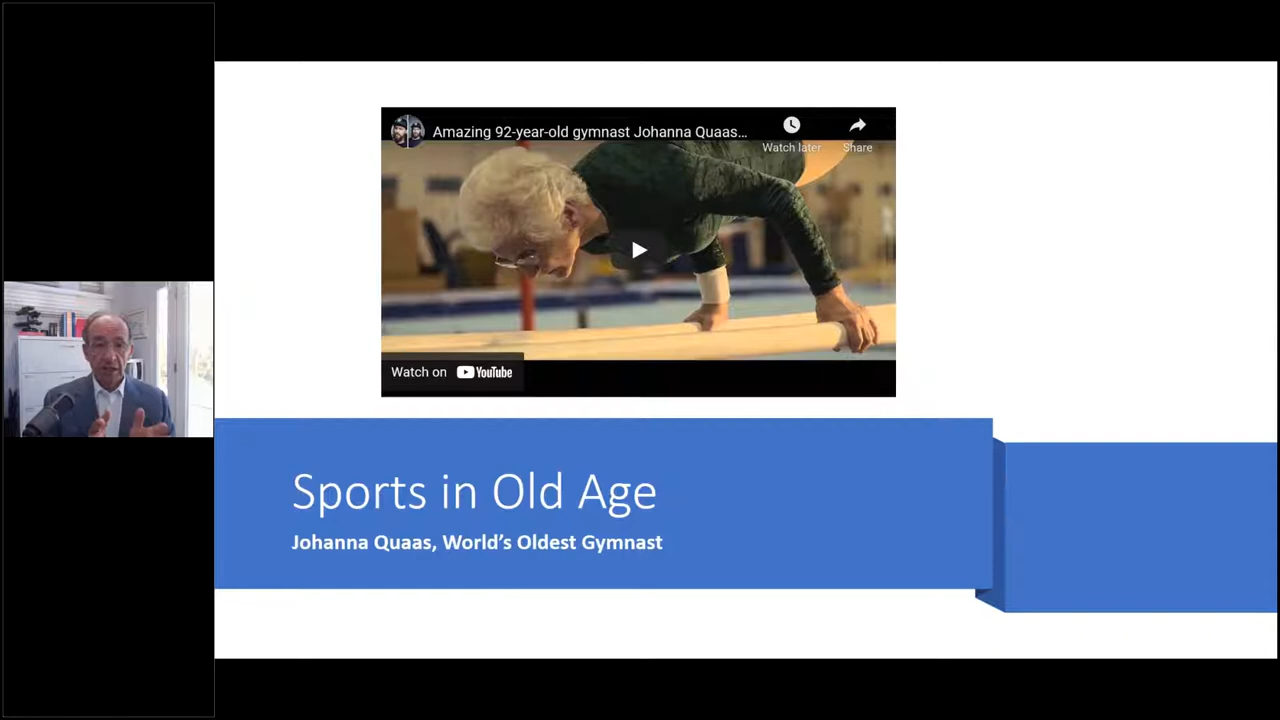 Amazing 92-year-old gymnast Johanna Quaas...
Watch later
Share
Watch on YouTube
Sports in Old Age
Johanna Quaas, World's Oldest Gymnast